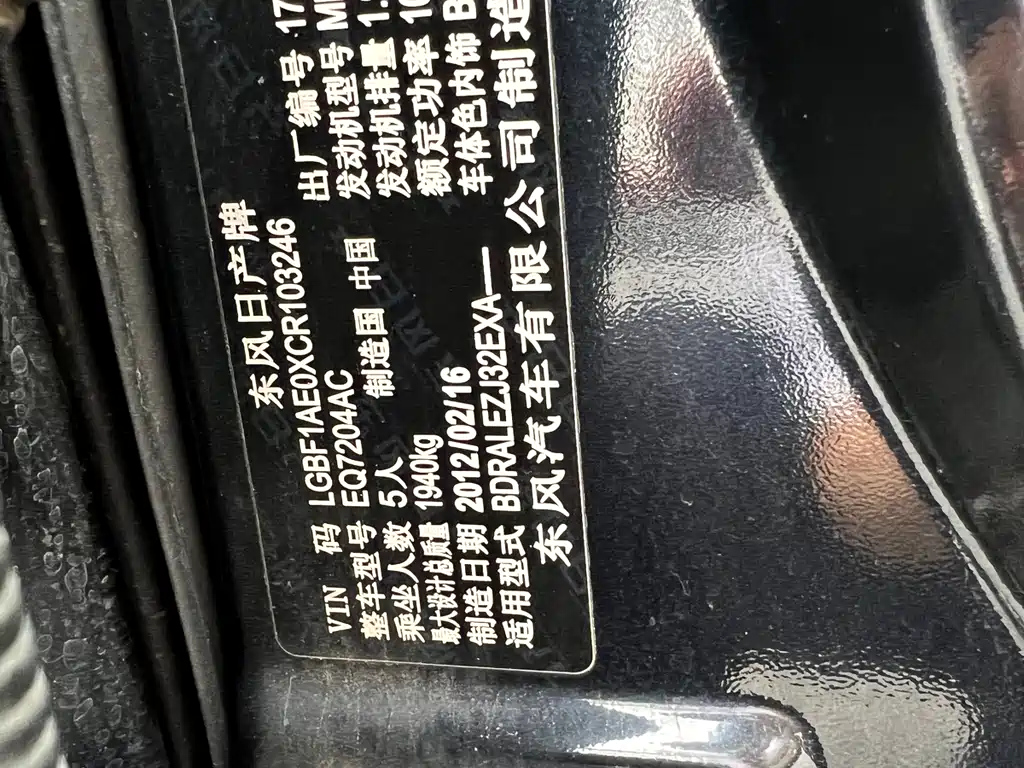 东风日产牌
VIN 码 LGBF1AE0XCR103246
整车型号 EQ7204AC
乘坐人数 5人 制造国 中国
最大设计总质量 1940kg
制造日期 2012/02/16
适用型式 BDRALEZJ32EXA—
出厂编号 17
发动机型号 M
发动机排量 1.
额定功率 10
车体色内饰 B
东风汽车有限公司制造